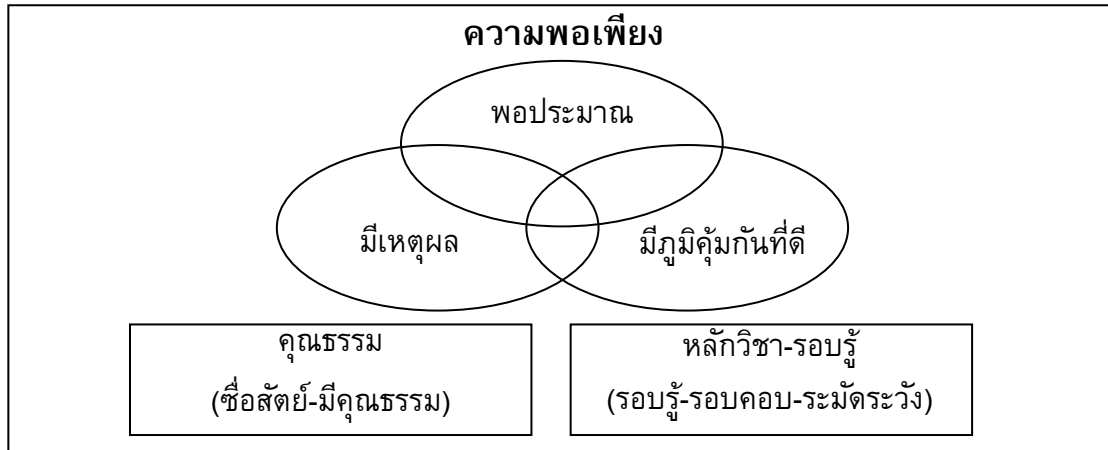 ความพอเพียง
พอประมาณ
มีเหตุผล
มีภูมิคุ้มกันที่ดี
คุณธรรม
(ซื่อสัตย์-มีคุณธรรม)
หลักวิชา-รอบรู้
(รอบรู้-รอบคอบ-ระมัดระวัง)